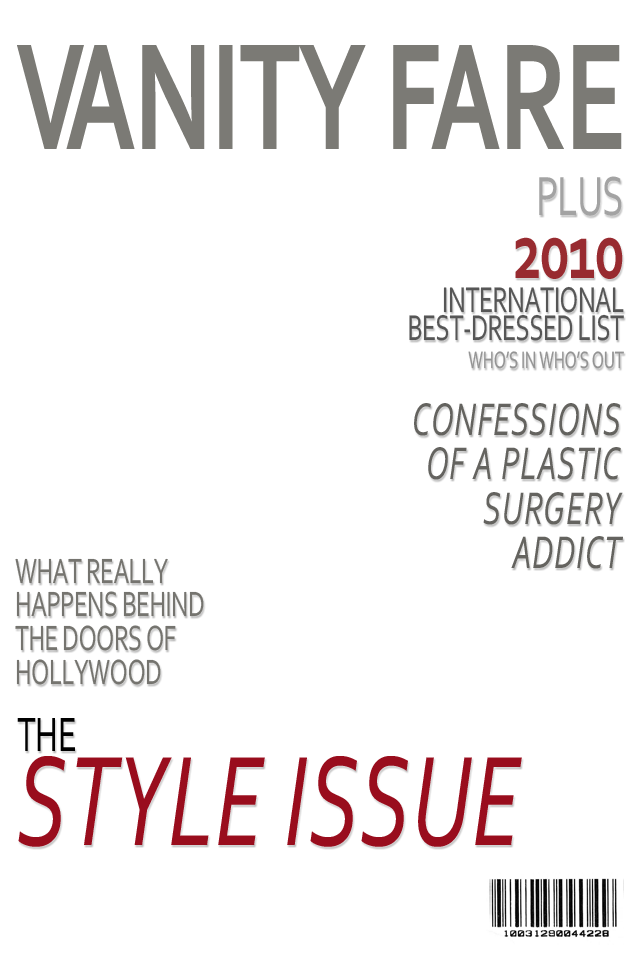 VANITY FARE
PLUS
2010
INTERNATIONAL
BEST-DRESSED LIST
WHO'S IN WHO'S OUT
CONFESSIONS
OF A PLASTIC
SURGERY
ADDICT
WHAT REALLY
HAPPENS BEHIND
THE DOORS OF
HOLLYWOOD
THE
STYLE ISSUE
10031290044228